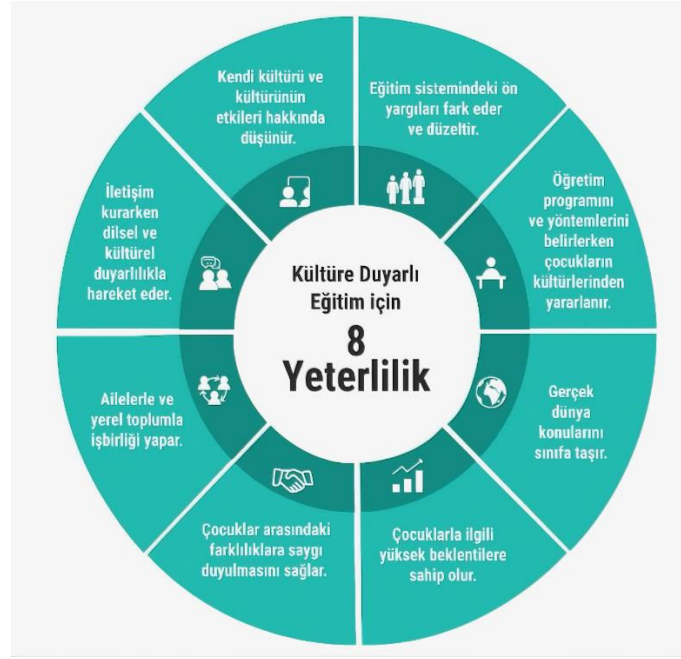 Kültüre Duyarlı
Eğitim için
8
Yeterlilik
Kendi kültürü ve
kültürünün
etkileri hakkında
düşünür.
Eğitim sistemindeki ön
yargıları fark eder
ve düzeltir.
Öğretim
programını
ve yöntemlerini
belirlerken
çocukların
kültürlerinden
yararlanır.
Gerçek
dünya
konularını
sınıfa taşır.
Çocuklarla ilgili
yüksek beklentilere
sahip olur.
Çocuklar arasındaki
farklılıklara saygı
duyulmasını sağlar.
Ailelerle ve
yerel toplumla
işbirliği yapar.
İletişim
kurarken
dilsel ve
kültürel
duyarlılıkla
hareket eder.